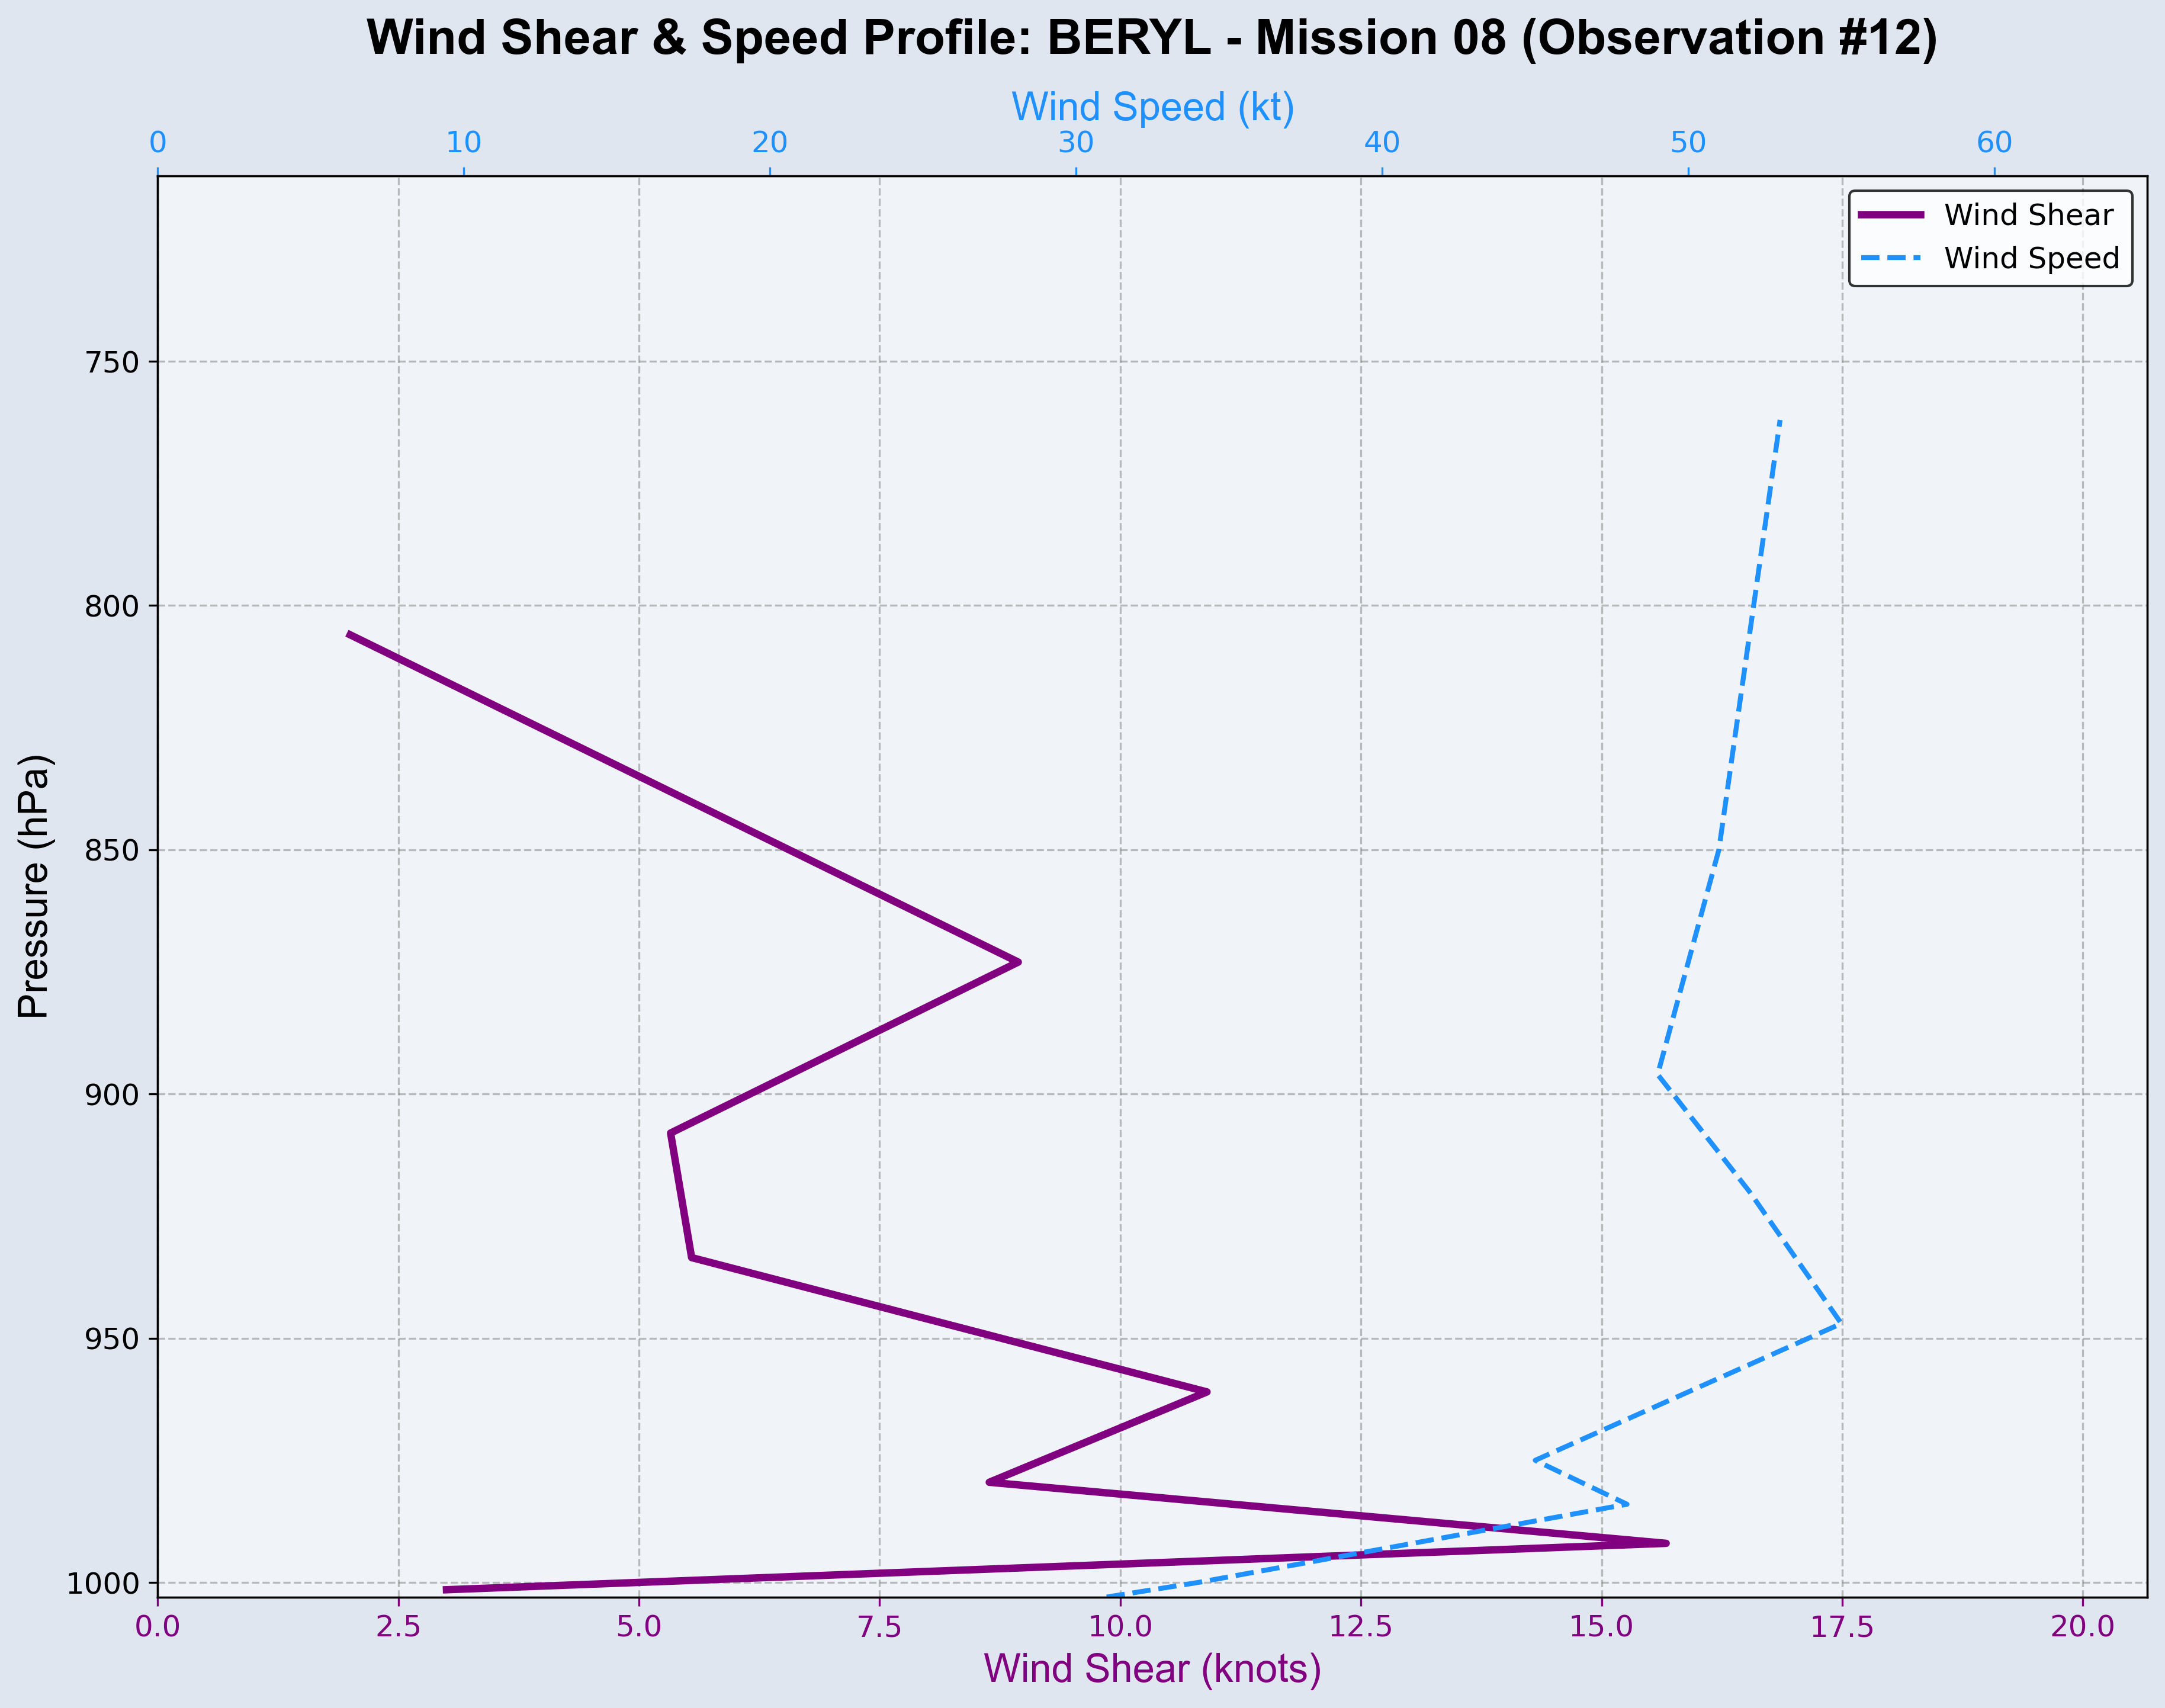 Wind Shear & Speed Profile: BERYL - Mission 08 (Observation #12)
Wind Speed (kt)
0 10 20 30 40 50 60
Wind Shear
Wind Speed
750
800
850
900
950
1000
Pressure (hPa)
0.0 2.5 5.0 7.5 10.0 12.5 15.0 17.5 20.0
Wind Shear (knots)